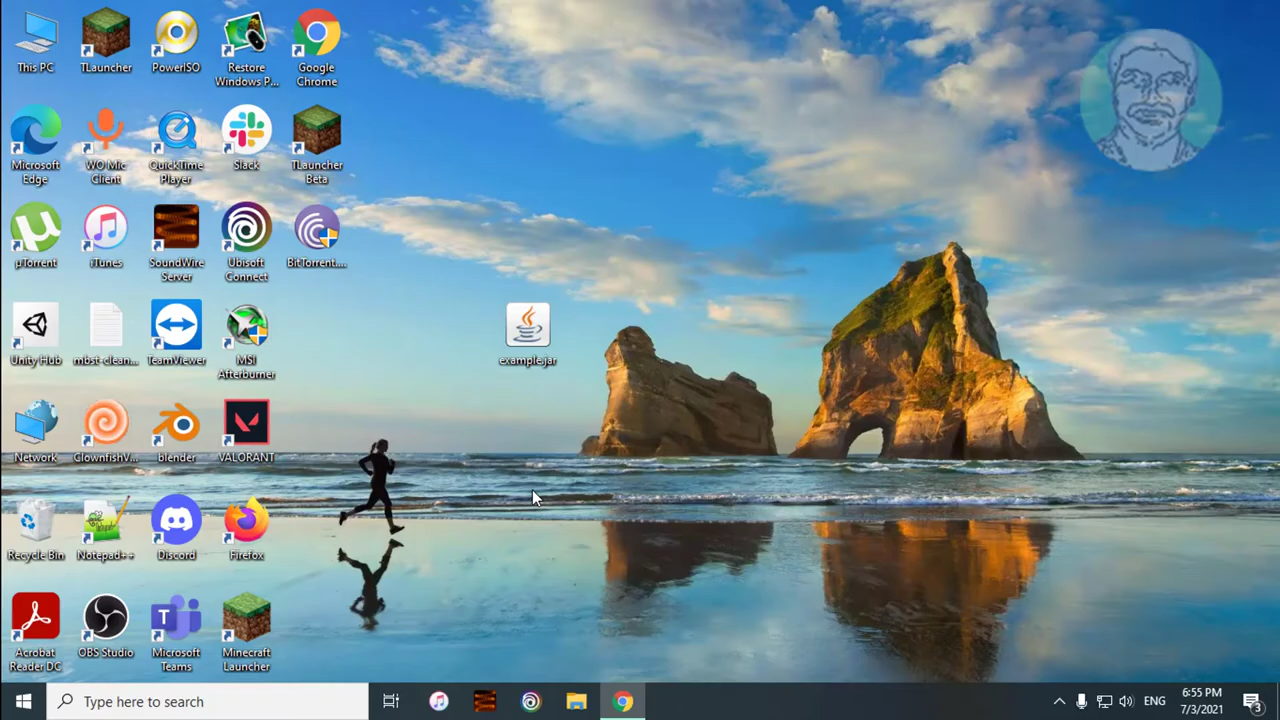 This PC
TLauncher
PowerISO
Restore
Windows P...
Google
Chrome
Microsoft
Edge
WO Mic
Client
QuickTime
Player
Slack
TLauncher
Beta
µTorrent
iTunes
SoundWire
Server
Ubisoft
Connect
BitTorrent....
Unity Hub
mbst-clean...
TeamViewer
MSI
Afterburner
example.jar
Network
ClownfishV...
blender
VALORANT
Recycle Bin
Notepad++
Discord
Firefox
Acrobat
Reader DC
OBS Studio
Microsoft
Teams
Minecraft
Launcher
Type here to search
ENG
6:55 PM
7/3/2021
3